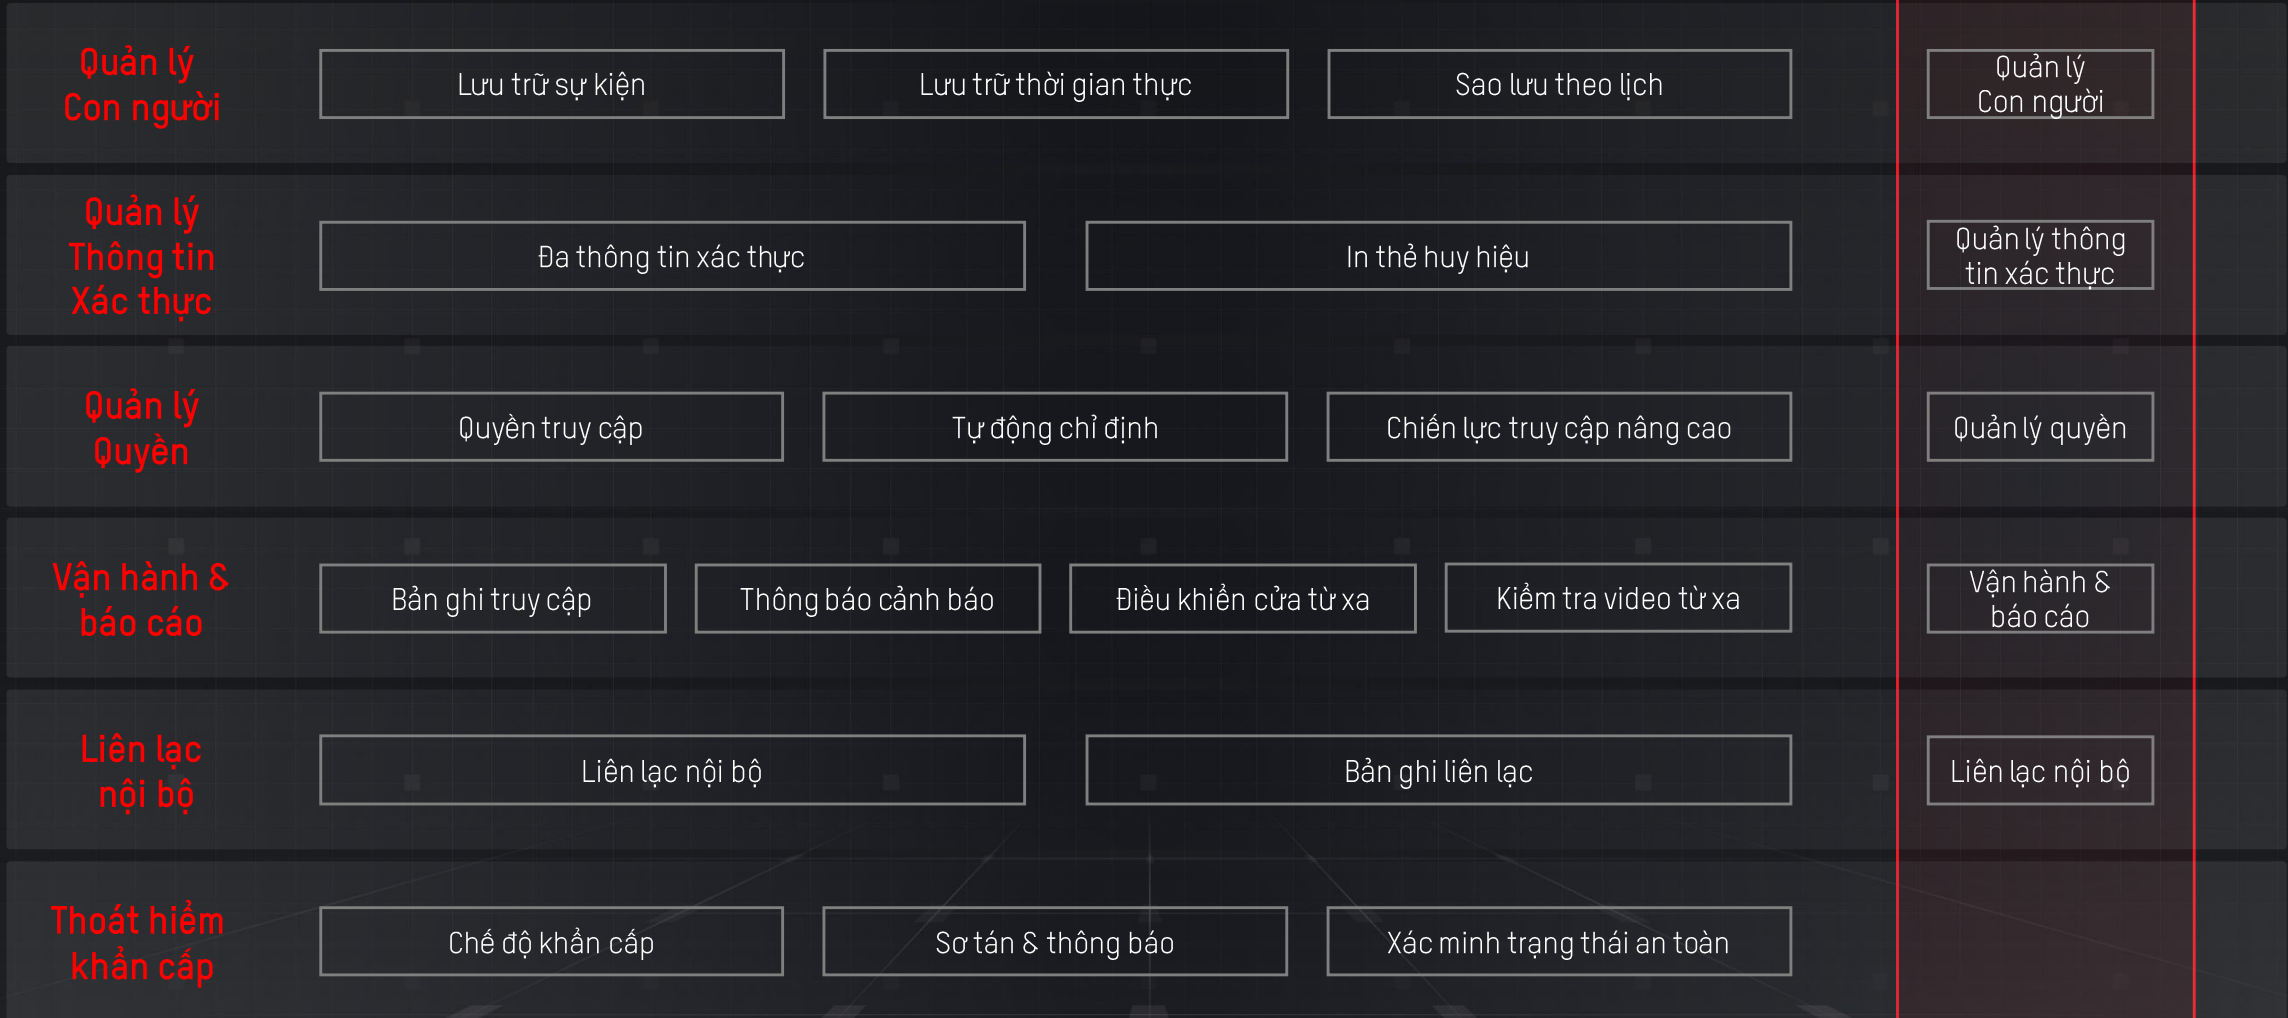 Quản lý
Con người
Lưu trữ sự kiện
Lưu trữ thời gian thực
Sao lưu theo lịch
Quản lý
Con người
Quản lý
Thông tin
Xác thực
Đa thông tin xác thực
In thẻ huy hiệu
Quản lý thông
tin xác thực
Quản lý
Quyền
Quyền truy cập
Tự động chỉ định
Chiến lực truy cập nâng cao
Quản lý quyền
Vận hành &
báo cáo
Bản ghi truy cập
Thông báo cảnh báo
Điều khiển cửa từ xa
Kiểm tra video từ xa
Vận hành &
báo cáo
Liên lạc
nội bộ
Liên lạc nội bộ
Bản ghi liên lạc
Liên lạc nội bộ
Thoát hiểm
khẩn cấp
Chế độ khẩn cấp
Sơ tán & thông báo
Xác minh trạng thái an toàn